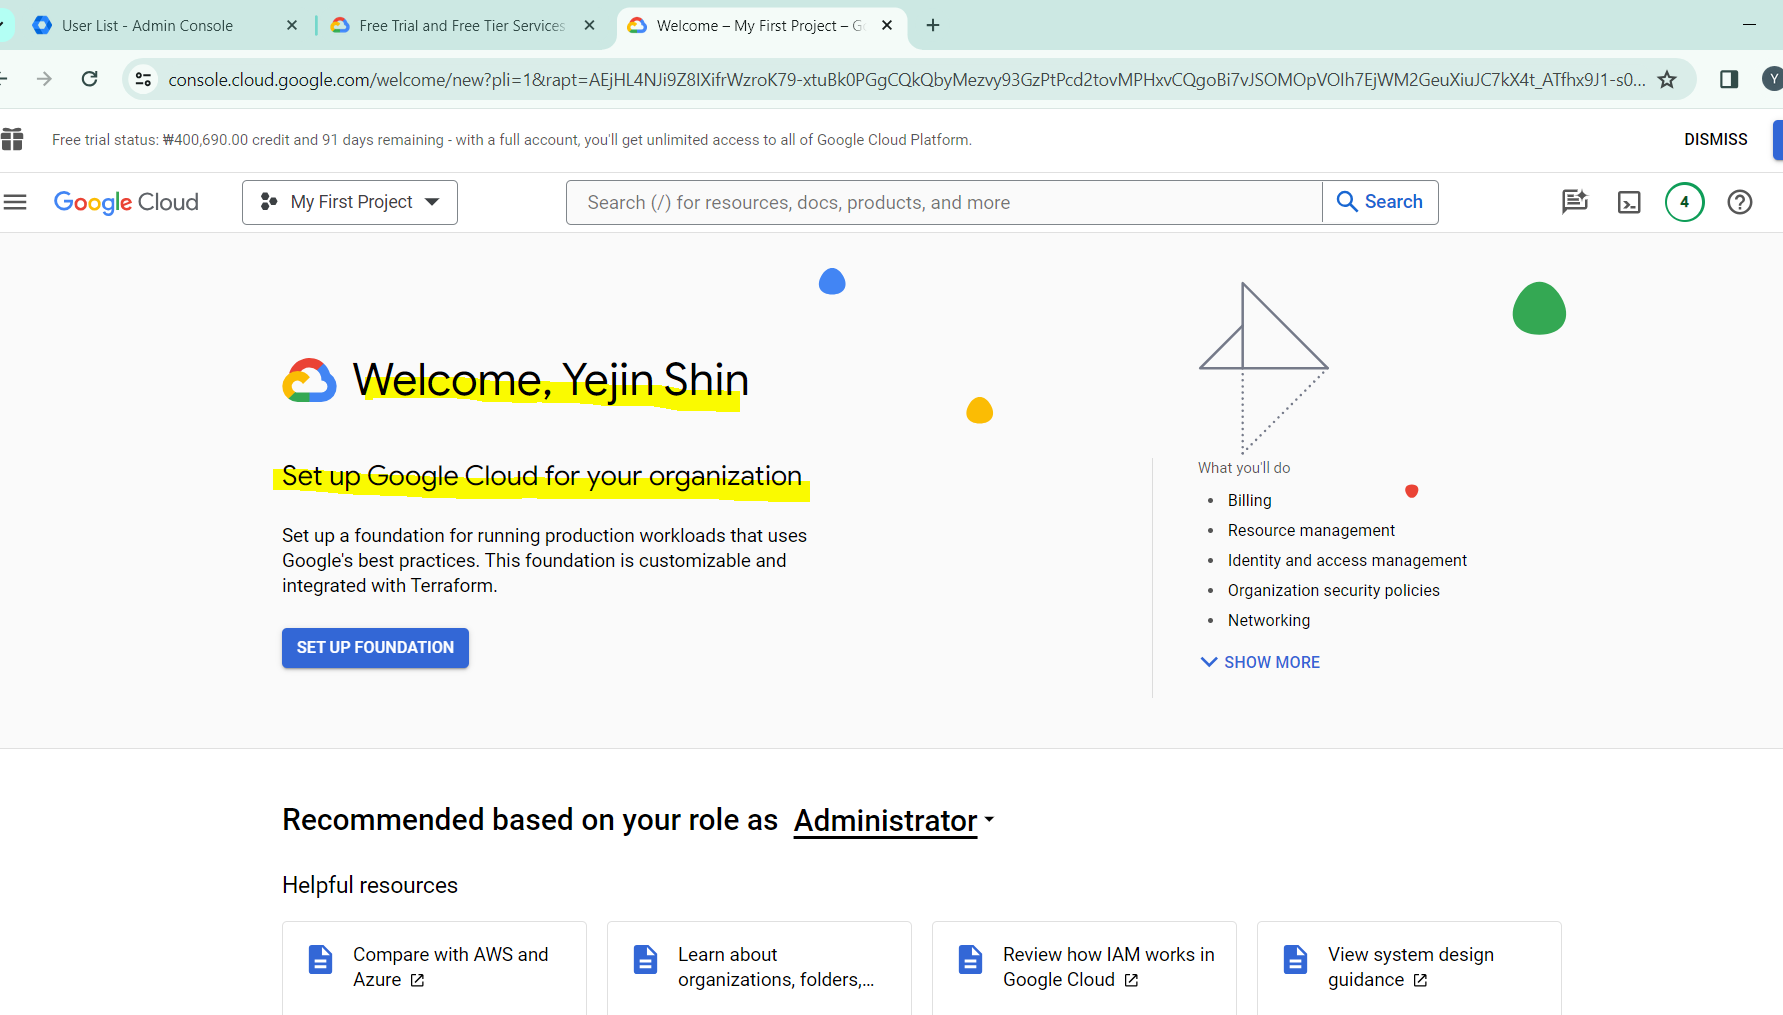 User List - Admin Console
Free Trial and Free Tier Services
Welcome – My First Project – Go
console.cloud.google.com/welcome/new?pli=1&rapt=AEjHL4NJi9Z8IXifrWzroK79-xtuBk0PGgCQkQbyMezvy93GzPtPcd2tovMPHxvCQgoBi7vJSOMOpVOIh7EjWM2GeuXiuJC7kX4t_ATfhx9J1-s0...
Y
Free trial status: ₩400,690.00 credit and 91 days remaining - with a full account, you'll get unlimited access to all of Google Cloud Platform.
DISMISS
Google Cloud
My First Project
Search (/) for resources, docs, products, and more
Search
4
Welcome, Yejin Shin
Set up Google Cloud for your organization
Set up a foundation for running production workloads that uses
Google's best practices. This foundation is customizable and
integrated with Terraform.
SET UP FOUNDATION
What you'll do
• Billing
• Resource management
• Identity and access management
• Organization security policies
• Networking
SHOW MORE
Recommended based on your role as Administrator
Helpful resources
Compare with AWS and
Azure
Learn about
organizations, folders,...
Review how IAM works in
Google Cloud
View system design
guidance